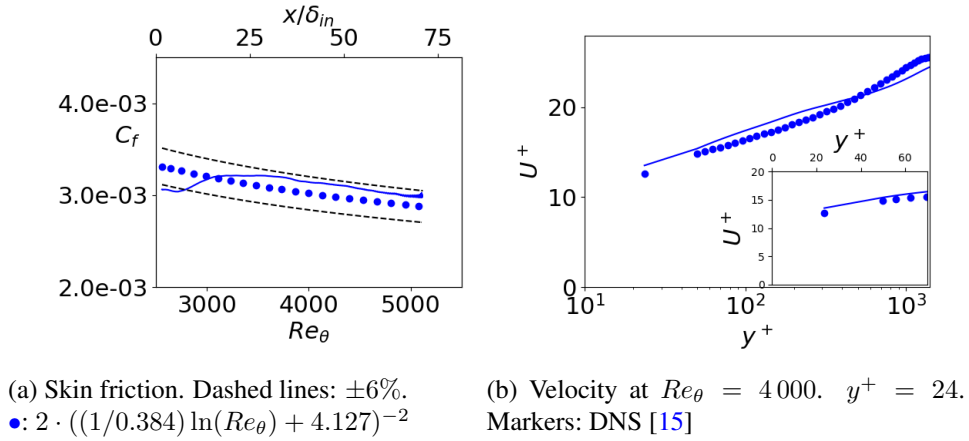 x/δ_in
0 25 50 75
4.0e-03
C_f
3.0e-03
2.0e-03
3000 4000 5000
Re_θ
20
U^+
10
0
10^1 10^2 10^3
y^+
y^+
0 20 40 60
20
15
U^+
10
5
0
(a) Skin friction. Dashed lines: ±6%.
●: 2 · ((1/0.384) ln(Re_θ) + 4.127)^{−2}
(b) Velocity at Re_θ = 4 000. y^+ = 24.
Markers: DNS [15]